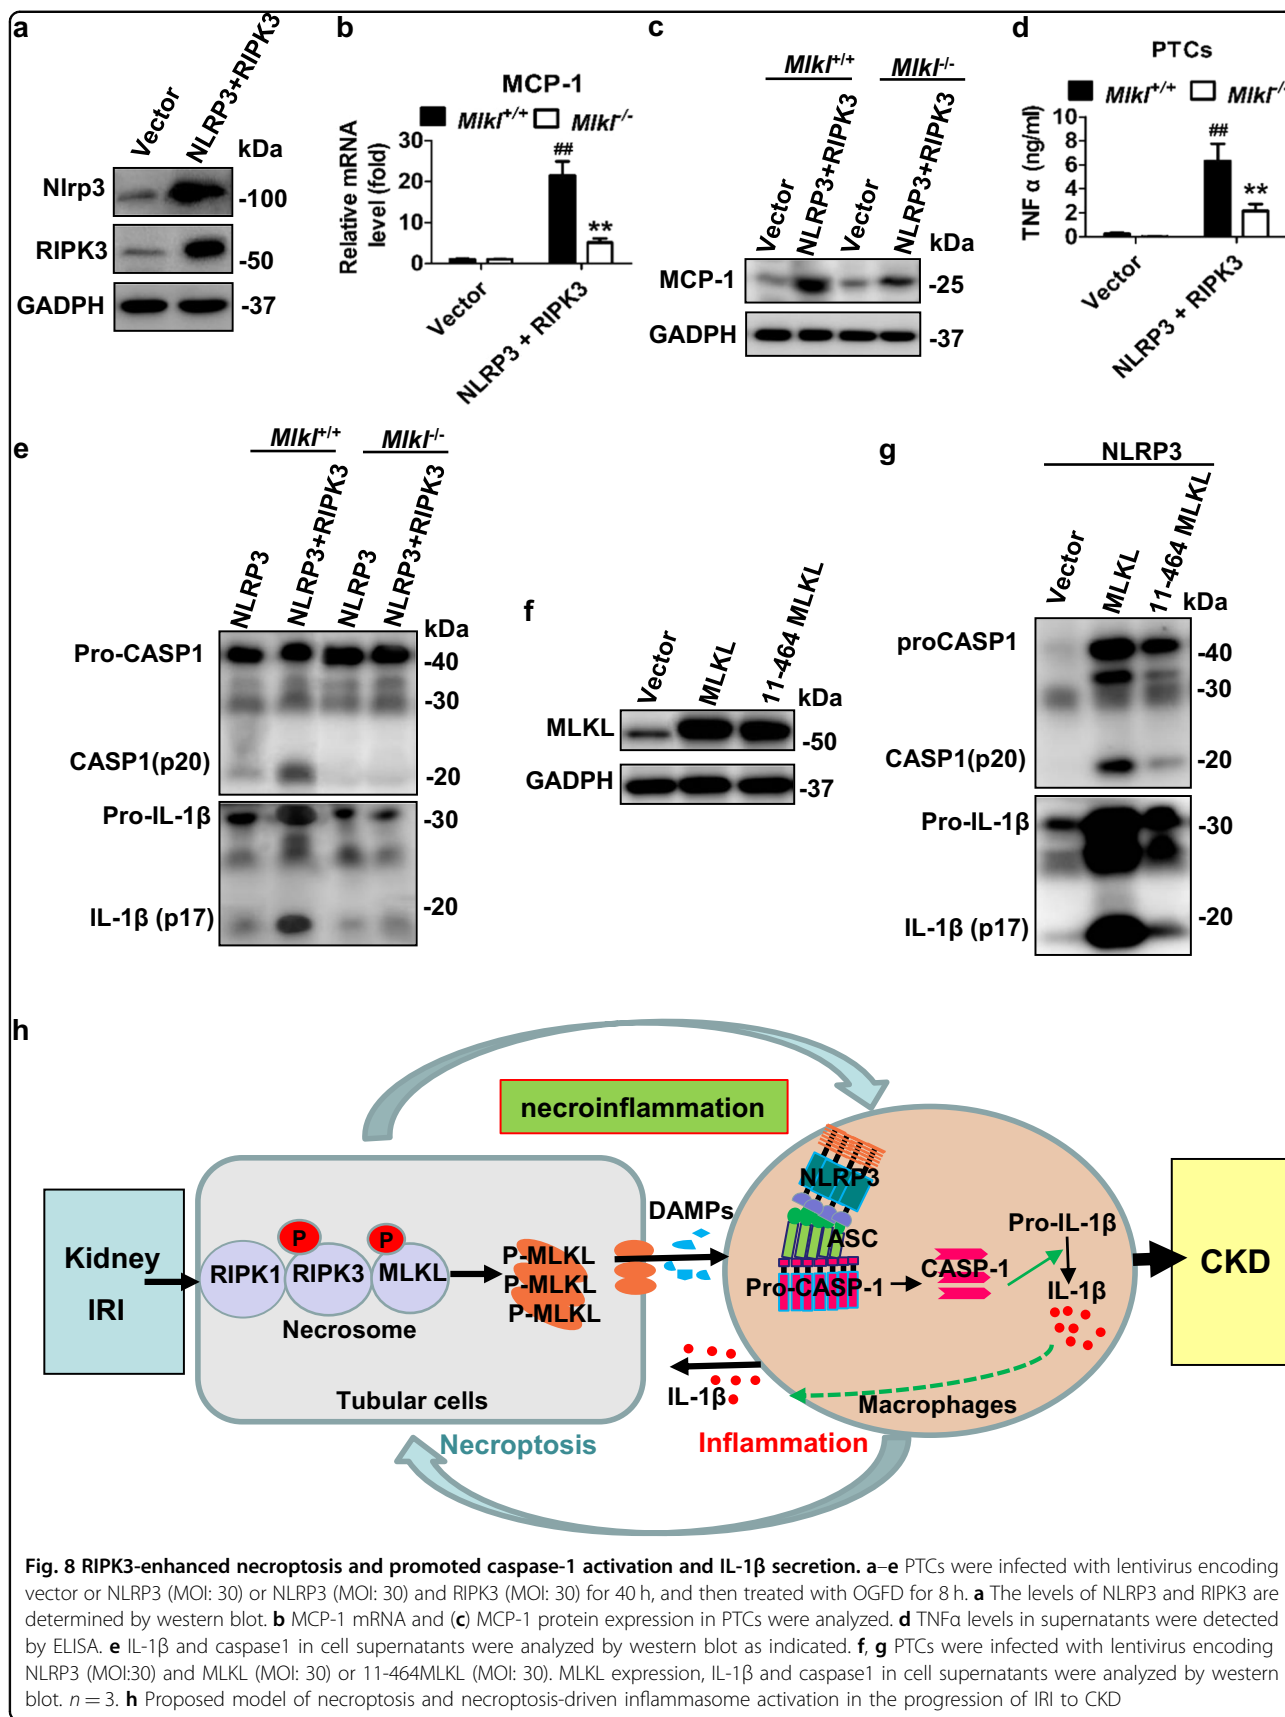 a
Vector
NLRP3+RIPK3
kDa
Nlrp3
-100
RIPK3
-50
GADPH
-37
b
MCP-1
Mlkl+/+ Mlkl-/-
Relative mRNA
level (fold)
30
20
10
0
##
**
Vector
NLRP3 + RIPK3
c
Mlkl+/+ Mlkl-/-
Vector
NLRP3+RIPK3
Vector
NLRP3+RIPK3
kDa
MCP-1
-25
GADPH
-37
d
PTCs
Mlkl+/+ Mlkl-/-
TNF α (ng/ml)
10
8
6
4
2
0
##
**
Vector
NLRP3 + RIPK3
e
Mlkl+/+ Mlkl-/-
NLRP3
NLRP3+RIPK3
NLRP3
NLRP3+RIPK3
kDa
Pro-CASP1
-40
-30
CASP1(p20)
-20
Pro-IL-1β
-30
-20
IL-1β (p17)
f
Vector
MLKL
11-464 MLKL
kDa
MLKL
-50
GADPH
-37
g
NLRP3
Vector
MLKL
11-464 MLKL
kDa
proCASP1
-40
-30
CASP1(p20)
-20
Pro-IL-1β
-30
-20
IL-1β (p17)
h
necroinflammation
Kidney
IRI
RIPK1
P
RIPK3
P
MLKL
Necrosome
P-MLKL
P-MLKL
P-MLKL
Tubular cells
DAMPs
NLRP3
ASC
Pro-CASP-1
CASP-1
Pro-IL-1β
IL-1β
IL-1β
Macrophages
CKD
Necroptosis
Inflammation
Fig. 8 RIPK3-enhanced necroptosis and promoted caspase-1 activation and IL-1β secretion. a–e PTCs were infected with lentivirus encoding
vector or NLRP3 (MOI: 30) or NLRP3 (MOI: 30) and RIPK3 (MOI: 30) for 40 h, and then treated with OGFD for 8 h. a The levels of NLRP3 and RIPK3 are
determined by western blot. b MCP-1 mRNA and (c) MCP-1 protein expression in PTCs were analyzed. d TNFα levels in supernatants were detected
by ELISA. e IL-1β and caspase1 in cell supernatants were analyzed by western blot as indicated. f, g PTCs were infected with lentivirus encoding
NLRP3 (MOI:30) and MLKL (MOI: 30) or 11-464MLKL (MOI: 30). MLKL expression, IL-1β and caspase1 in cell supernatants were analyzed by western
blot. n = 3. h Proposed model of necroptosis and necroptosis-driven inflammasome activation in the progression of IRI to CKD